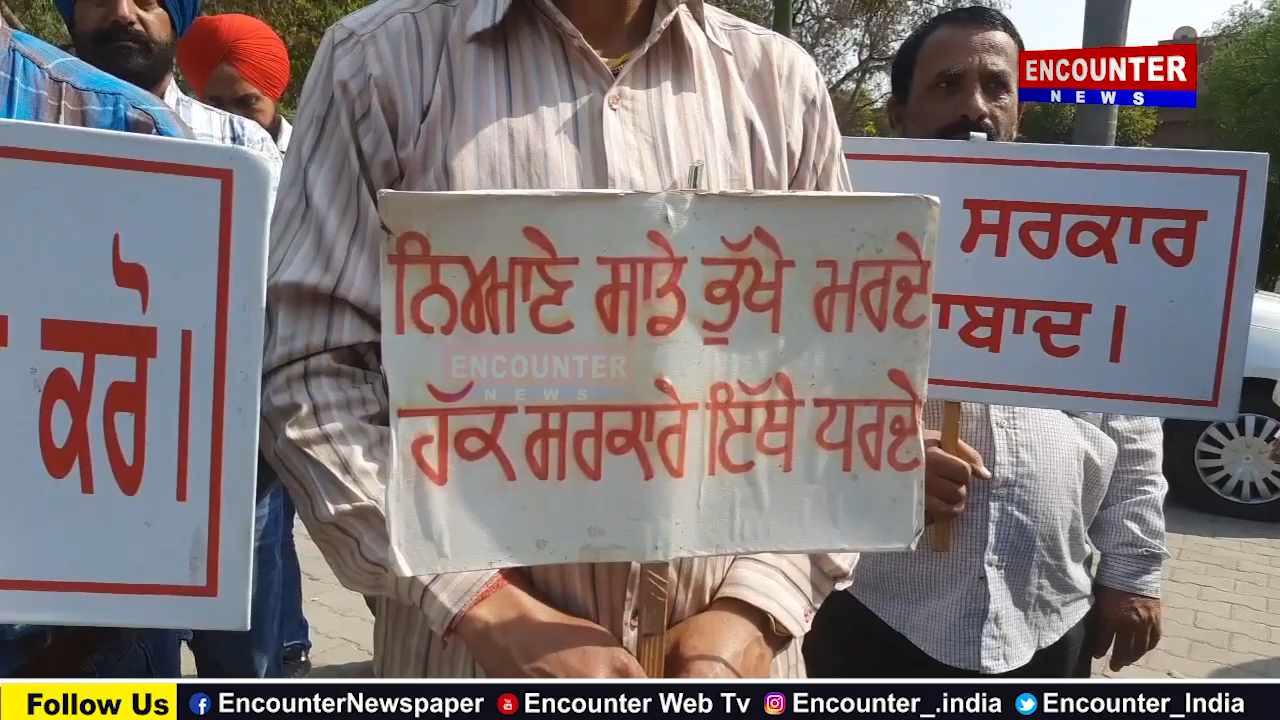 ENCOUNTER
NEWS
ਕਰੋ।
ਨਿਆਣੇ ਸਾਡੇ ਭੁੱਖੇ ਮਰਦੇ
ਹੱਕ ਸਰਕਾਰੇ ਇੱਥੇ ਧਰਦੇ
ਸਰਕਾਰ
ENCOUNTER
NEWS
Follow Us EncounterNewspaper Encounter Web Tv Encounter_.india Encounter_India